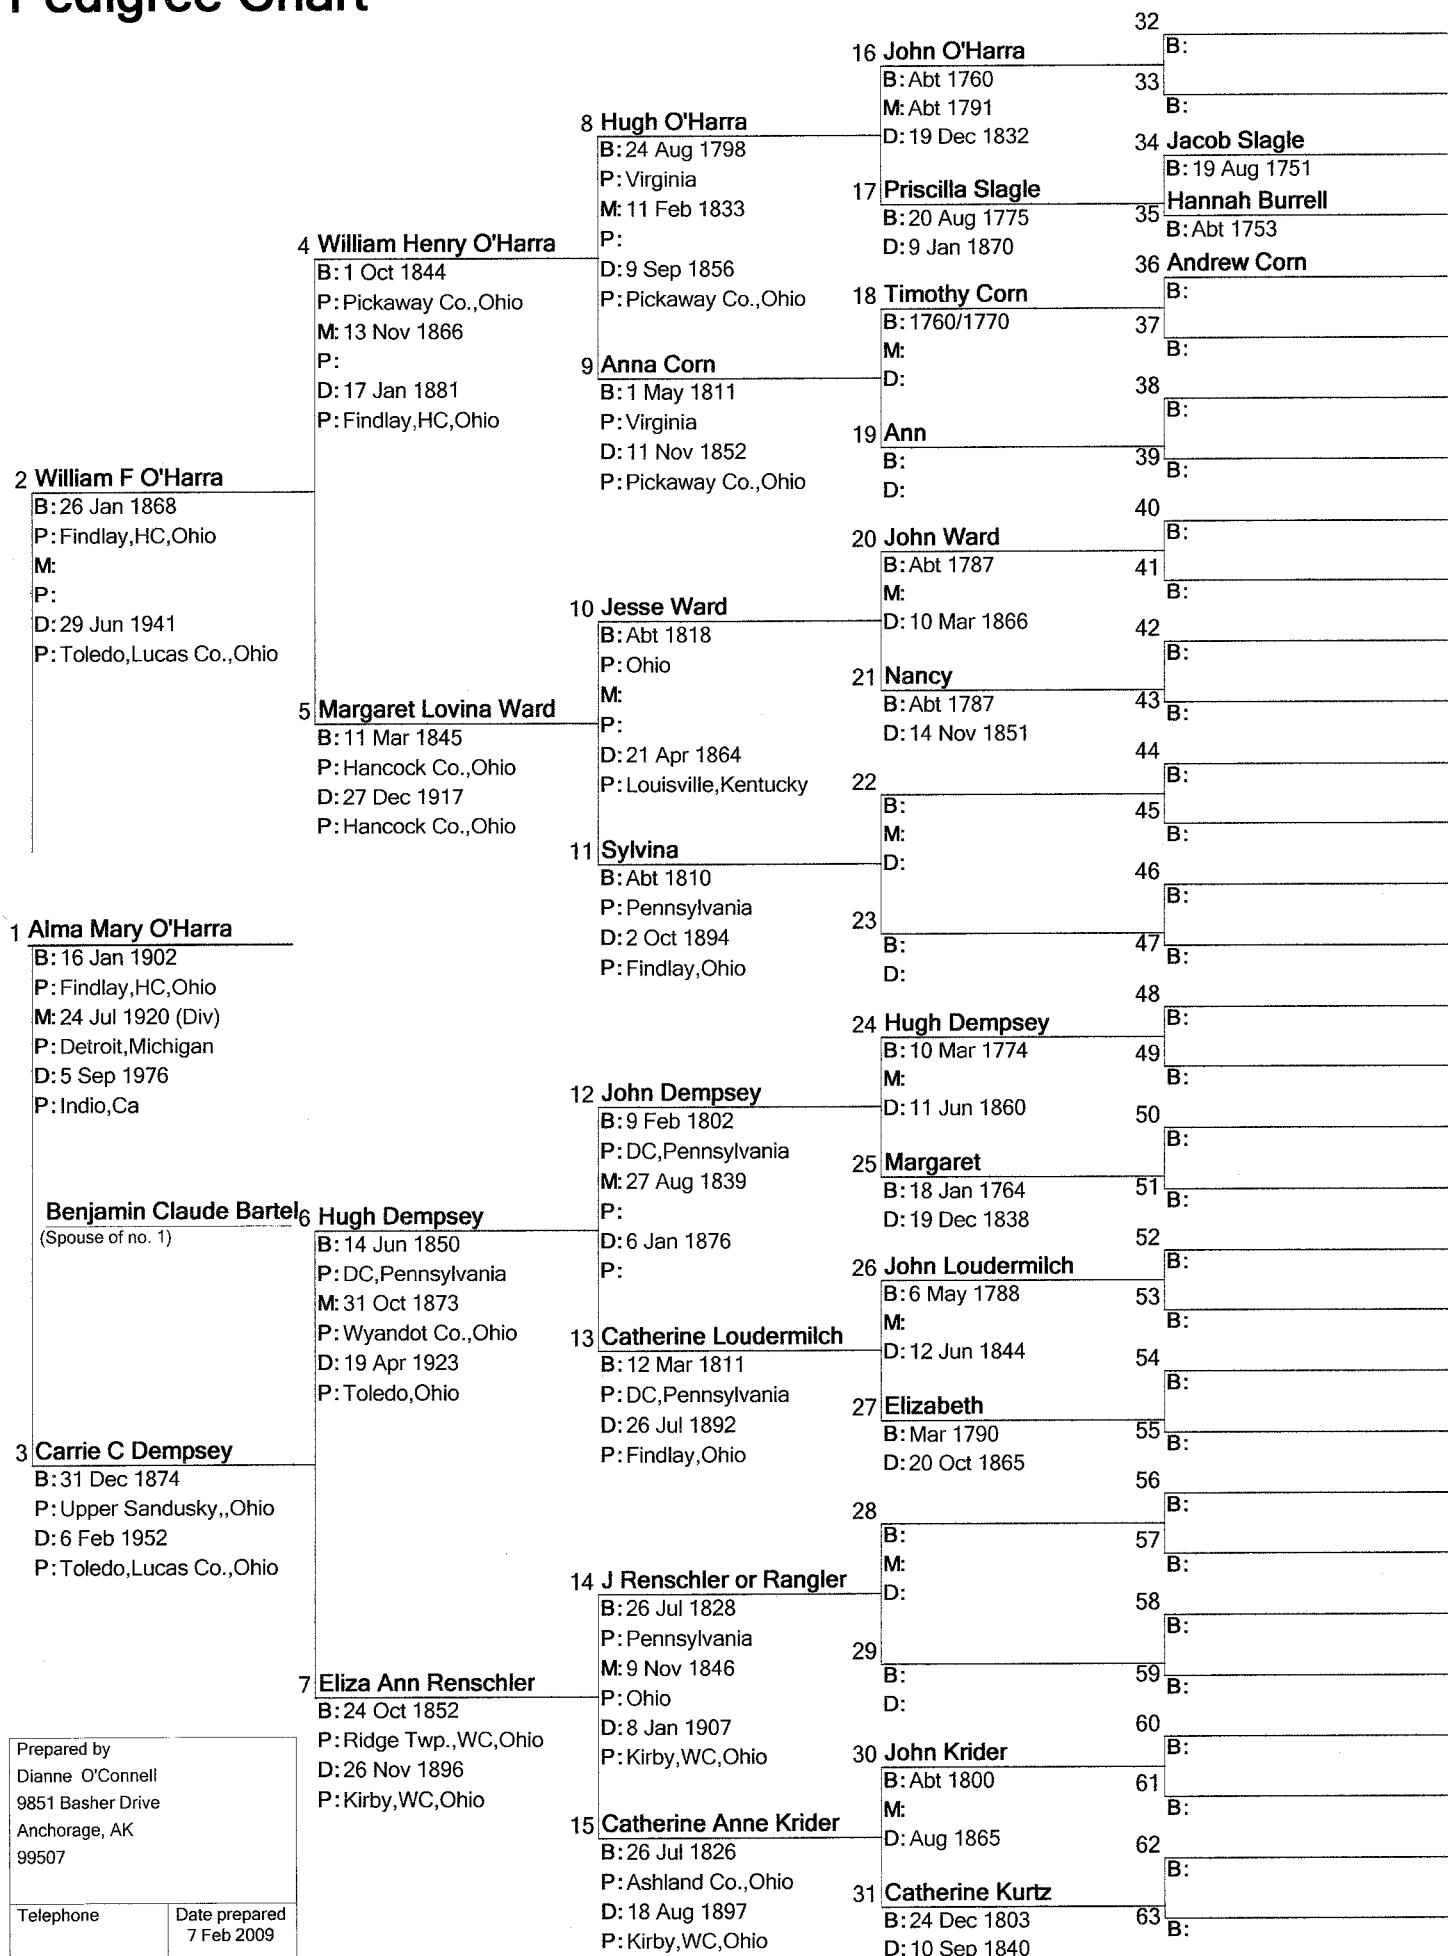 Pedigree Chart
1 Alma Mary O'Harra
B: 16 Jan 1902
P: Findlay,HC,Ohio
M: 24 Jul 1920 (Div)
P: Detroit,Michigan
D: 5 Sep 1976
P: Indio,Ca
Benjamin Claude Bartel
(Spouse of no. 1)
2 William F O'Harra
B: 26 Jan 1868
P: Findlay,HC,Ohio
M:
P:
D: 29 Jun 1941
P: Toledo,Lucas Co.,Ohio
3 Carrie C Dempsey
B: 31 Dec 1874
P: Upper Sandusky,,Ohio
D: 6 Feb 1952
P: Toledo,Lucas Co.,Ohio
4 William Henry O'Harra
B: 1 Oct 1844
P: Pickaway Co.,Ohio
M: 13 Nov 1866
P:
D: 17 Jan 1881
P: Findlay,HC,Ohio
5 Margaret Lovina Ward
B: 11 Mar 1845
P: Hancock Co.,Ohio
D: 27 Dec 1917
P: Hancock Co.,Ohio
6 Hugh Dempsey
B: 14 Jun 1850
P: DC,Pennsylvania
M: 31 Oct 1873
P: Wyandot Co.,Ohio
D: 19 Apr 1923
P: Toledo,Ohio
7 Eliza Ann Renschler
B: 24 Oct 1852
P: Ridge Twp.,WC,Ohio
D: 26 Nov 1896
P: Kirby,WC,Ohio
8 Hugh O'Harra
B: 24 Aug 1798
P: Virginia
M: 11 Feb 1833
P:
D: 9 Sep 1856
P: Pickaway Co.,Ohio
9 Anna Corn
B: 1 May 1811
P: Virginia
D: 11 Nov 1852
P: Pickaway Co.,Ohio
10 Jesse Ward
B: Abt 1818
P: Ohio
M:
P:
D: 21 Apr 1864
P: Louisville,Kentucky
11 Sylvina
B: Abt 1810
P: Pennsylvania
D: 2 Oct 1894
P: Findlay,Ohio
12 John Dempsey
B: 9 Feb 1802
P: DC,Pennsylvania
M: 27 Aug 1839
P:
D: 6 Jan 1876
P:
13 Catherine Loudermilch
B: 12 Mar 1811
P: DC,Pennsylvania
D: 26 Jul 1892
P: Findlay,Ohio
14 J Renschler or Rangler
B: 26 Jul 1828
P: Pennsylvania
M: 9 Nov 1846
P: Ohio
D: 8 Jan 1907
P: Kirby,WC,Ohio
15 Catherine Anne Krider
B: 26 Jul 1826
P: Ashland Co.,Ohio
D: 18 Aug 1897
P: Kirby,WC,Ohio
16 John O'Harra
B: Abt 1760
M: Abt 1791
D: 19 Dec 1832
17 Priscilla Slagle
B: 20 Aug 1775
D: 9 Jan 1870
18 Timothy Corn
B: 1760/1770
M:
D:
19 Ann
B:
D:
20 John Ward
B: Abt 1787
M:
D: 10 Mar 1866
21 Nancy
B: Abt 1787
D: 14 Nov 1851
22
B:
M:
D:
23
B:
D:
24 Hugh Dempsey
B: 10 Mar 1774
M:
D: 11 Jun 1860
25 Margaret
B: 18 Jan 1764
D: 19 Dec 1838
26 John Loudermilch
B: 6 May 1788
M:
D: 12 Jun 1844
27 Elizabeth
B: Mar 1790
D: 20 Oct 1865
28
B:
M:
D:
29
B:
D:
30 John Krider
B: Abt 1800
M:
D: Aug 1865
31 Catherine Kurtz
B: 24 Dec 1803
D: 10 Sep 1840
32
B:
33
B:
34 Jacob Slagle
B: 19 Aug 1751
35 Hannah Burrell
B: Abt 1753
36 Andrew Corn
B:
37
B:
38
B:
39
B:
40
B:
41
B:
42
B:
43
B:
44
B:
45
B:
46
B:
47
B:
48
B:
49
B:
50
B:
51
B:
52
B:
53
B:
54
B:
55
B:
56
B:
57
B:
58
B:
59
B:
60
B:
61
B:
62
B:
63
B:
Prepared by
Dianne O'Connell
9851 Basher Drive
Anchorage, AK
99507
Telephone
Date prepared
7 Feb 2009